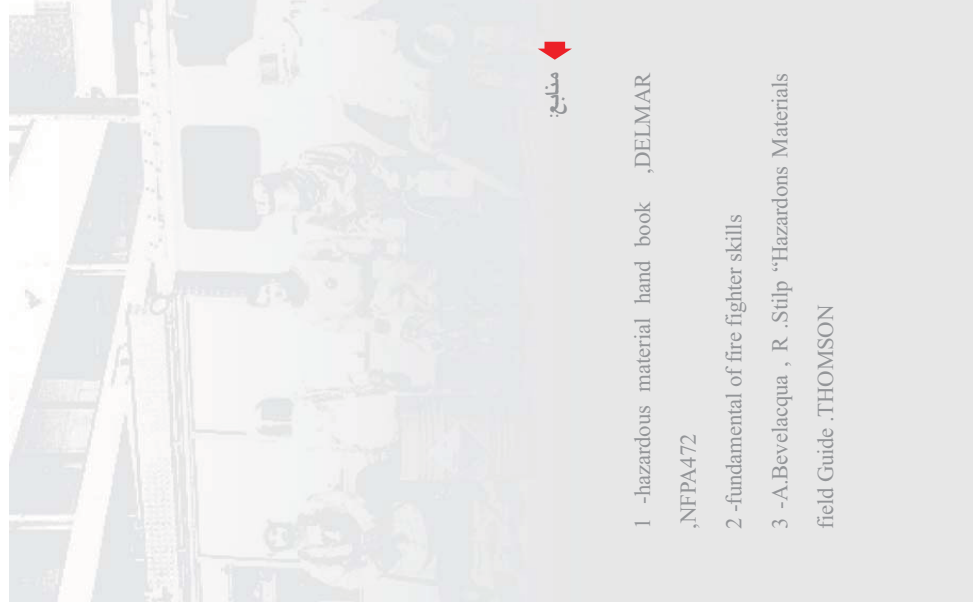 منابع:
1 -hazardous material hand book ,DELMAR
,NFPA472
2 -fundamental of fire fighter skills
3 -A.Bevelacqua , R .Stilp “Hazardons Materials
field Guide .THOMSON